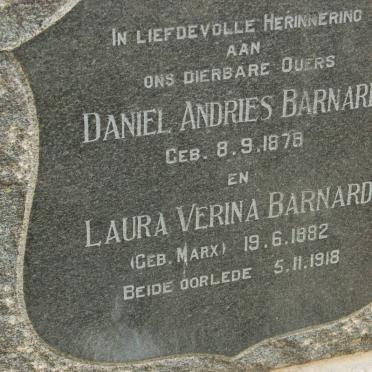 IN LIEFDEVOLLE HERINNERING
AAN
ONS DIERBARE OUERS
DANIEL ANDRIES BARNARD
GEB. 8.9.1878
EN
LAURA VERINA BARNARD
(GEB. MARX) 19.6.1882
BEIDE OORLEDE 5.11.1918